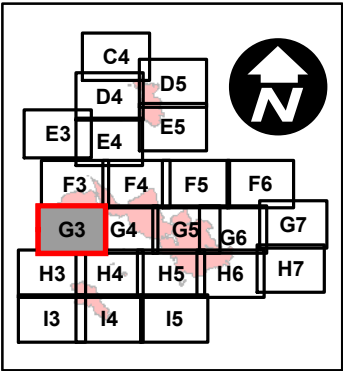 C4
D4 D5
E3 E4 E5
F3 F4 F5 F6
G3 G4 G5 G6 G7
H3 H4 H5 H6 H7
I3 I4 I5
N